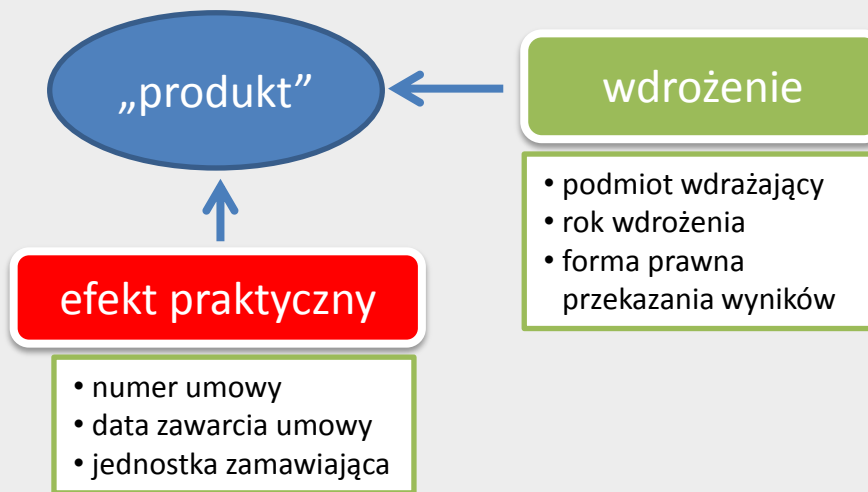 „produkt”
wdrożenie
• podmiot wdrażający
• rok wdrożenia
• forma prawna
przekazania wyników
efekt praktyczny
• numer umowy
• data zawarcia umowy
• jednostka zamawiająca